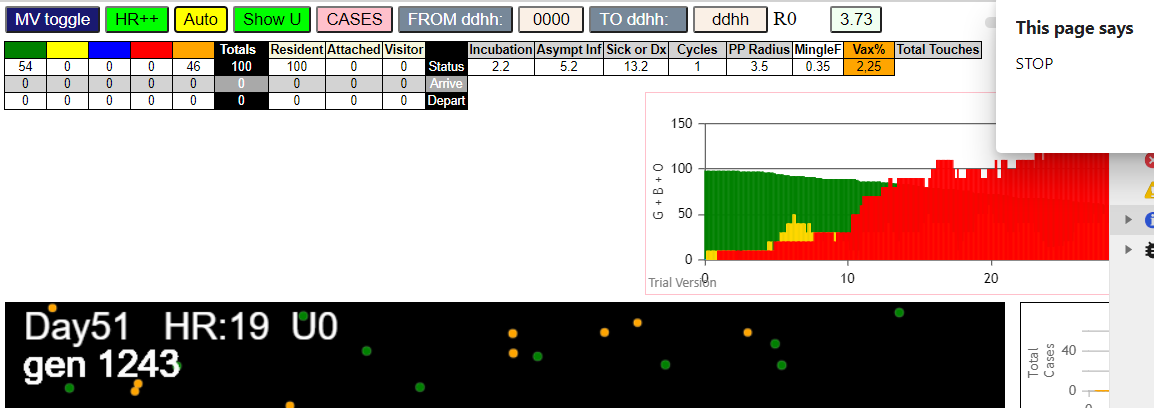 MV toggle HR++ Auto Show U CASES FROM ddhh: 0000 TO ddhh: ddhh R0 3.73
This page says
STOP
Totals Resident Attached Visitor Incubation Asympt Inf Sick or Dx Cycles PP Radius MingleF Vax% Total Touches
54 0 0 0 46 100 100 0 0 Status 2.2 5.2 13.2 1 3.5 0.35 2,25
0 0 0 0 0 0 0 0 0 Arrive
0 0 0 0 0 0 0 0 0 Depart
150
100
50
0
G + B + O
0 10 20
Trial Version
Day51 HR:19 U0
gen 1243
Total
Cases
40
0
0